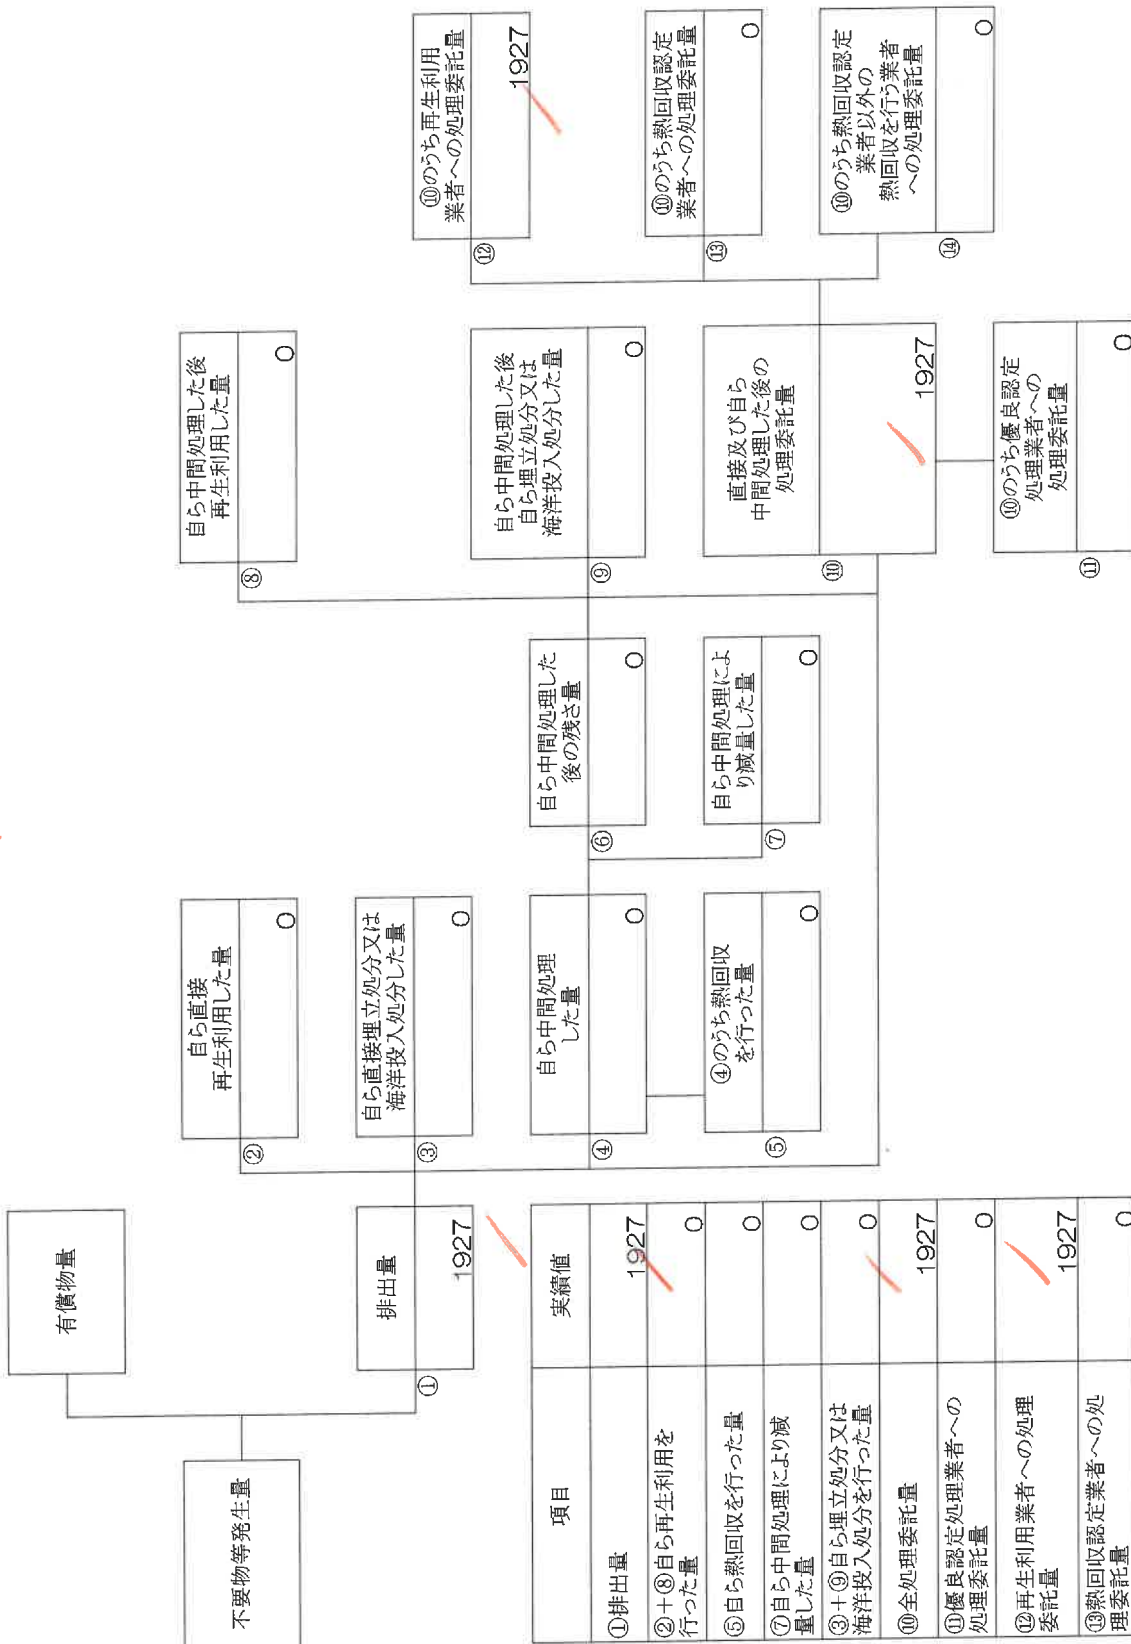 不要物等発生量
有償物量
①
排出量
1927
②
自ら直接
再生利用した量
0
③
自ら直接埋立処分又は
海洋投入処分した量
0
④
自ら中間処理
した量
0
⑤
④のうち熱回収
を行った量
0
⑥
自ら中間処理した
後の残さ量
0
⑦
自ら中間処理によ
り減量した量
0
⑧
自ら中間処理した後
再生利用した量
0
⑨
自ら中間処理した後
自ら埋立処分又は
海洋投入処分した量
0
⑩
直接及び自ら
中間処理した後の
処理委託量
1927
⑪
⑩のうち優良認定
処理業者への
処理委託量
0
⑫
⑩のうち再生利用
業者への処理委託量
1927
⑬
⑩のうち熱回収認定
業者への処理委託量
0
⑭
⑩のうち熱回収認定
業者以外の
熱回収を行う業者
への処理委託量
0
項目
実績値
①排出量
1927
②+⑧自ら再生利用を
行った量
0
⑤自ら熱回収を行った量
0
⑦自ら中間処理により減
量した量
0
③+⑨自ら埋立処分又は
海洋投入処分を行った量
0
⑩全処理委託量
1927
⑪優良認定処理業者への
処理委託量
0
⑫再生利用業者への処理
委託量
1927
⑬熱回収認定業者への処
理委託量
0